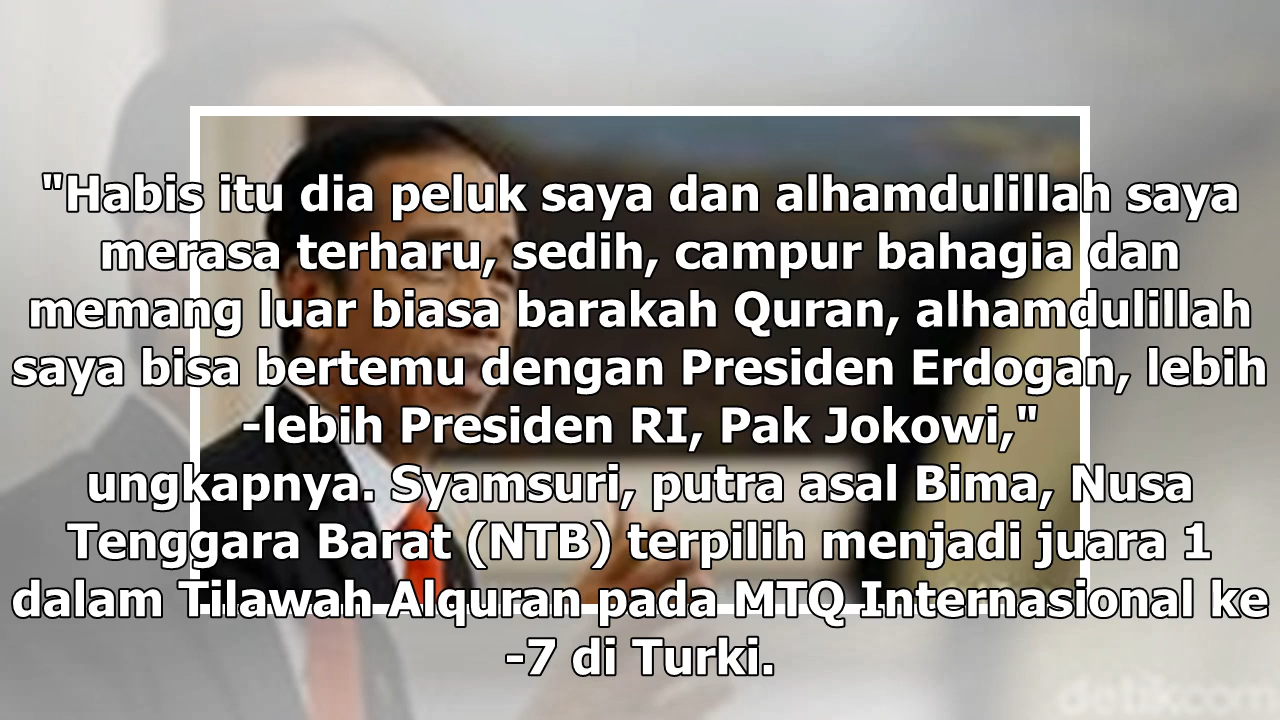 "Habis itu dia peluk saya dan alhamdulillah saya
merasa terharu, sedih, campur bahagia dan
memang luar biasa barakah Quran, alhamdulillah
saya bisa bertemu dengan Presiden Erdogan, lebih
-lebih Presiden RI, Pak Jokowi,"
ungkapnya. Syamsuri, putra asal Bima, Nusa
Tenggara Barat (NTB) terpilih menjadi juara 1
dalam Tilawah Alquran pada MTQ Internasional ke
-7 di Turki.
detikcom